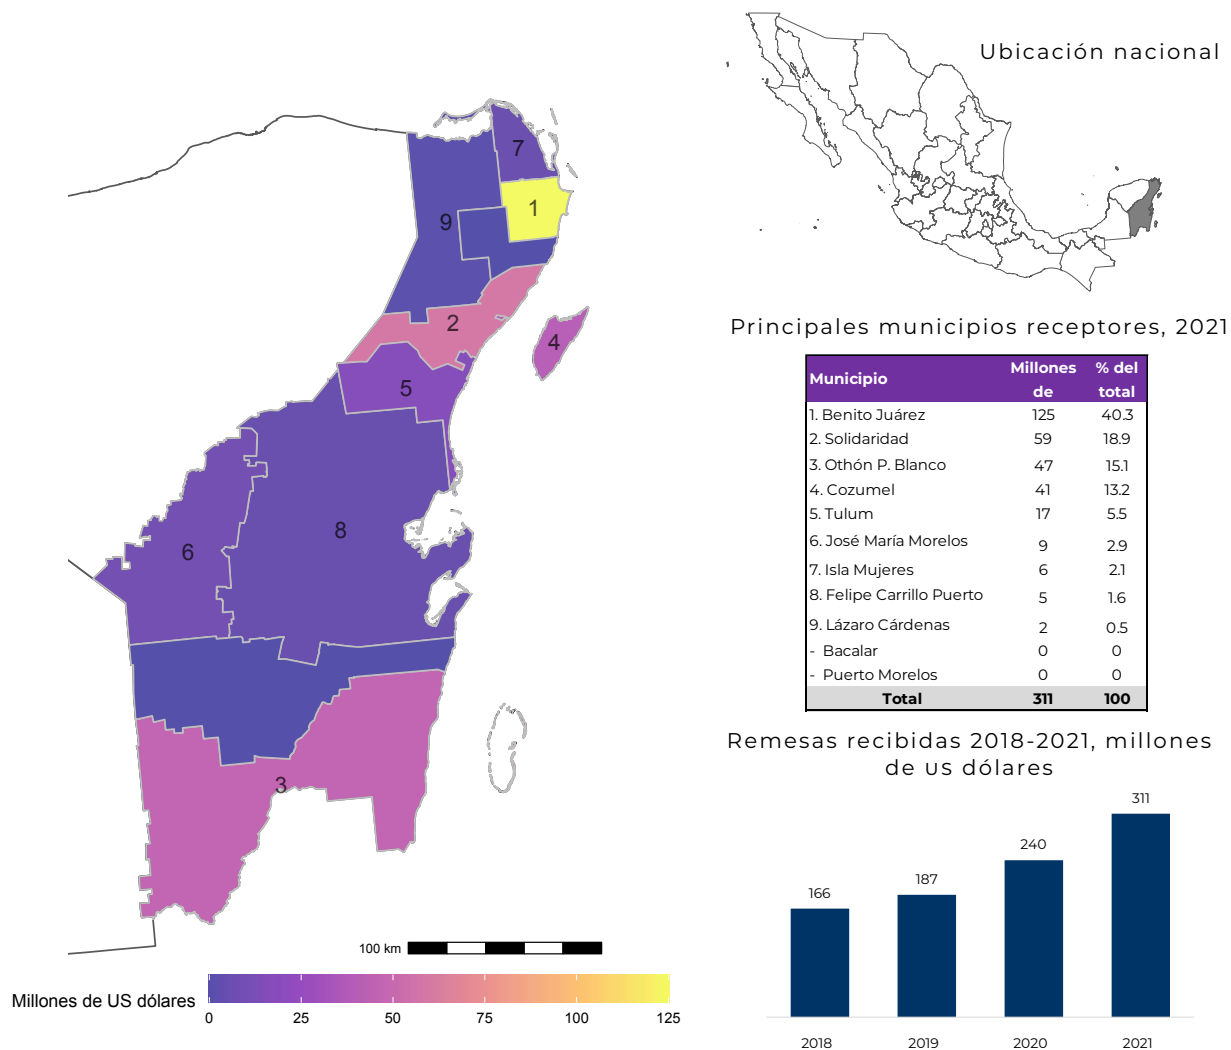 Ubicación nacional
7
1
9
2
4
5
8
6
3
100 km
Millones de US dólares
0 25 50 75 100 125
Principales municipios receptores, 2021
Municipio Millones de % del total
1. Benito Juárez 125 40.3
2. Solidaridad 59 18.9
3. Othón P. Blanco 47 15.1
4. Cozumel 41 13.2
5. Tulum 17 5.5
6. José María Morelos 9 2.9
7. Isla Mujeres 6 2.1
8. Felipe Carrillo Puerto 5 1.6
9. Lázaro Cárdenas 2 0.5
- Bacalar 0 0
- Puerto Morelos 0 0
Total 311 100
Remesas recibidas 2018-2021, millones
de US dólares
166 187 240 311
2018 2019 2020 2021